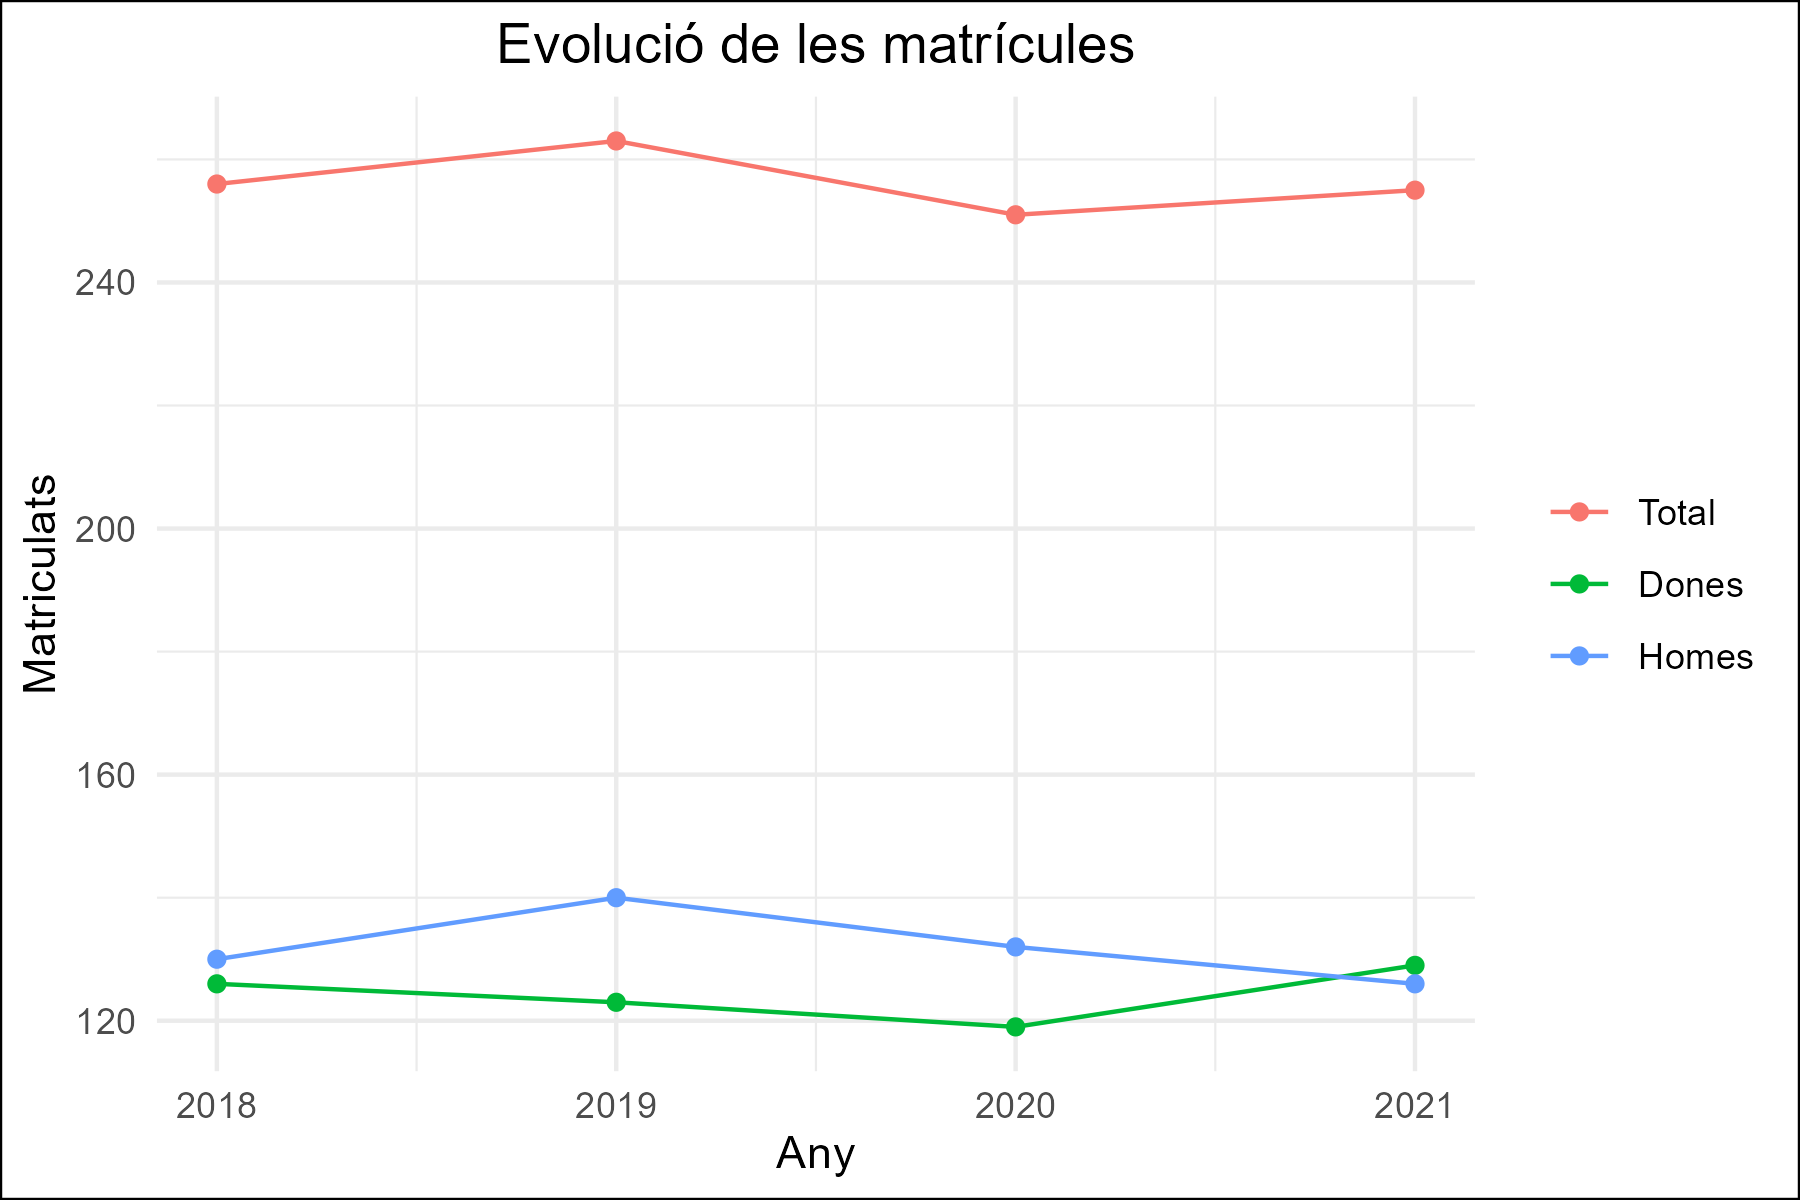 Evolució de les matrícules
240
200
160
120
Matriculats
2018 2019 2020 2021
Any
Total
Dones
Homes